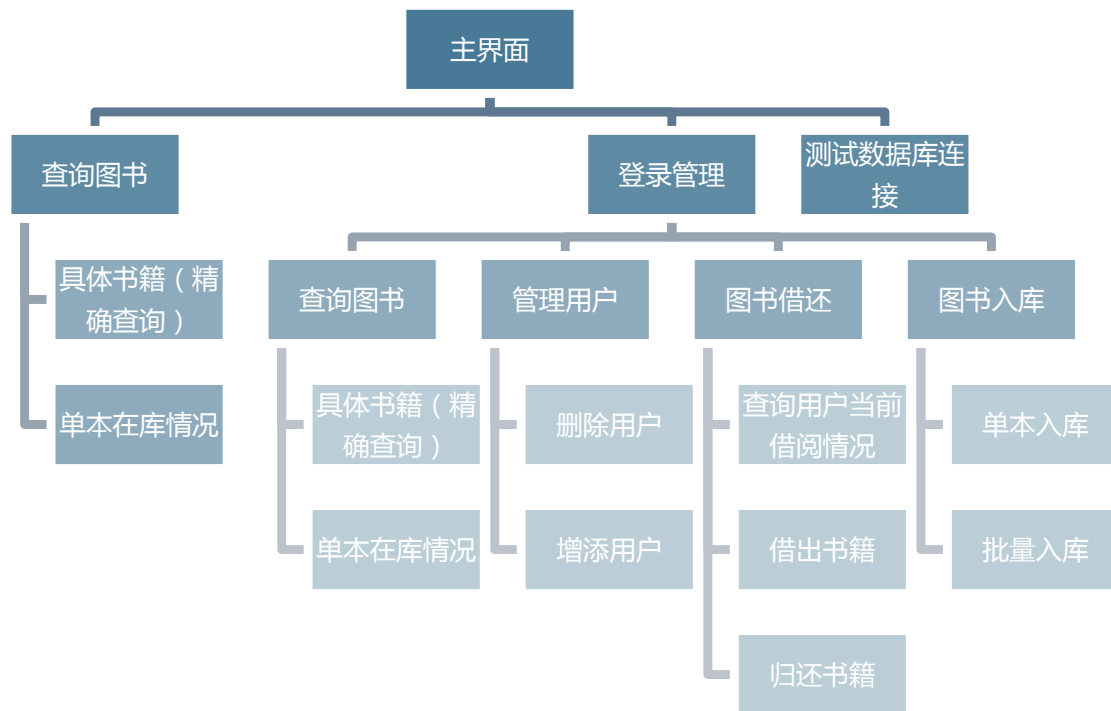 主界面
查询图书
登录管理
测试数据库连
接
具体书籍（精
确查询）
单本在库情况
查询图书
管理用户
图书借还
图书入库
具体书籍（精
确查询）
单本在库情况
删除用户
增添用户
查询用户当前
借阅情况
借出书籍
归还书籍
单本入库
批量入库